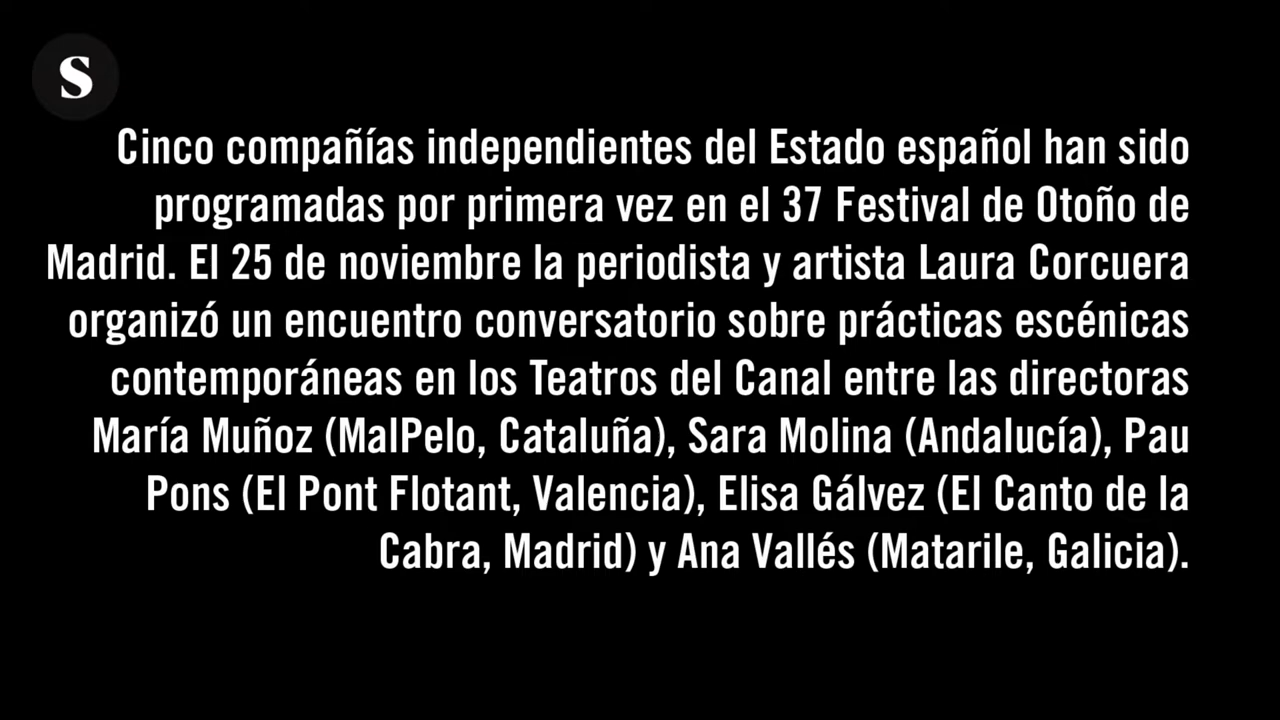 S
Cinco compañías independientes del Estado español han sido
programadas por primera vez en el 37 Festival de Otoño de
Madrid. El 25 de noviembre la periodista y artista Laura Corcuera
organizó un encuentro conversatorio sobre prácticas escénicas
contemporáneas en los Teatros del Canal entre las directoras
María Muñoz (MalPelo, Cataluña), Sara Molina (Andalucía), Pau
Pons (El Pont Flotant, Valencia), Elisa Gálvez (El Canto de la
Cabra, Madrid) y Ana Vallés (Matarile, Galicia).